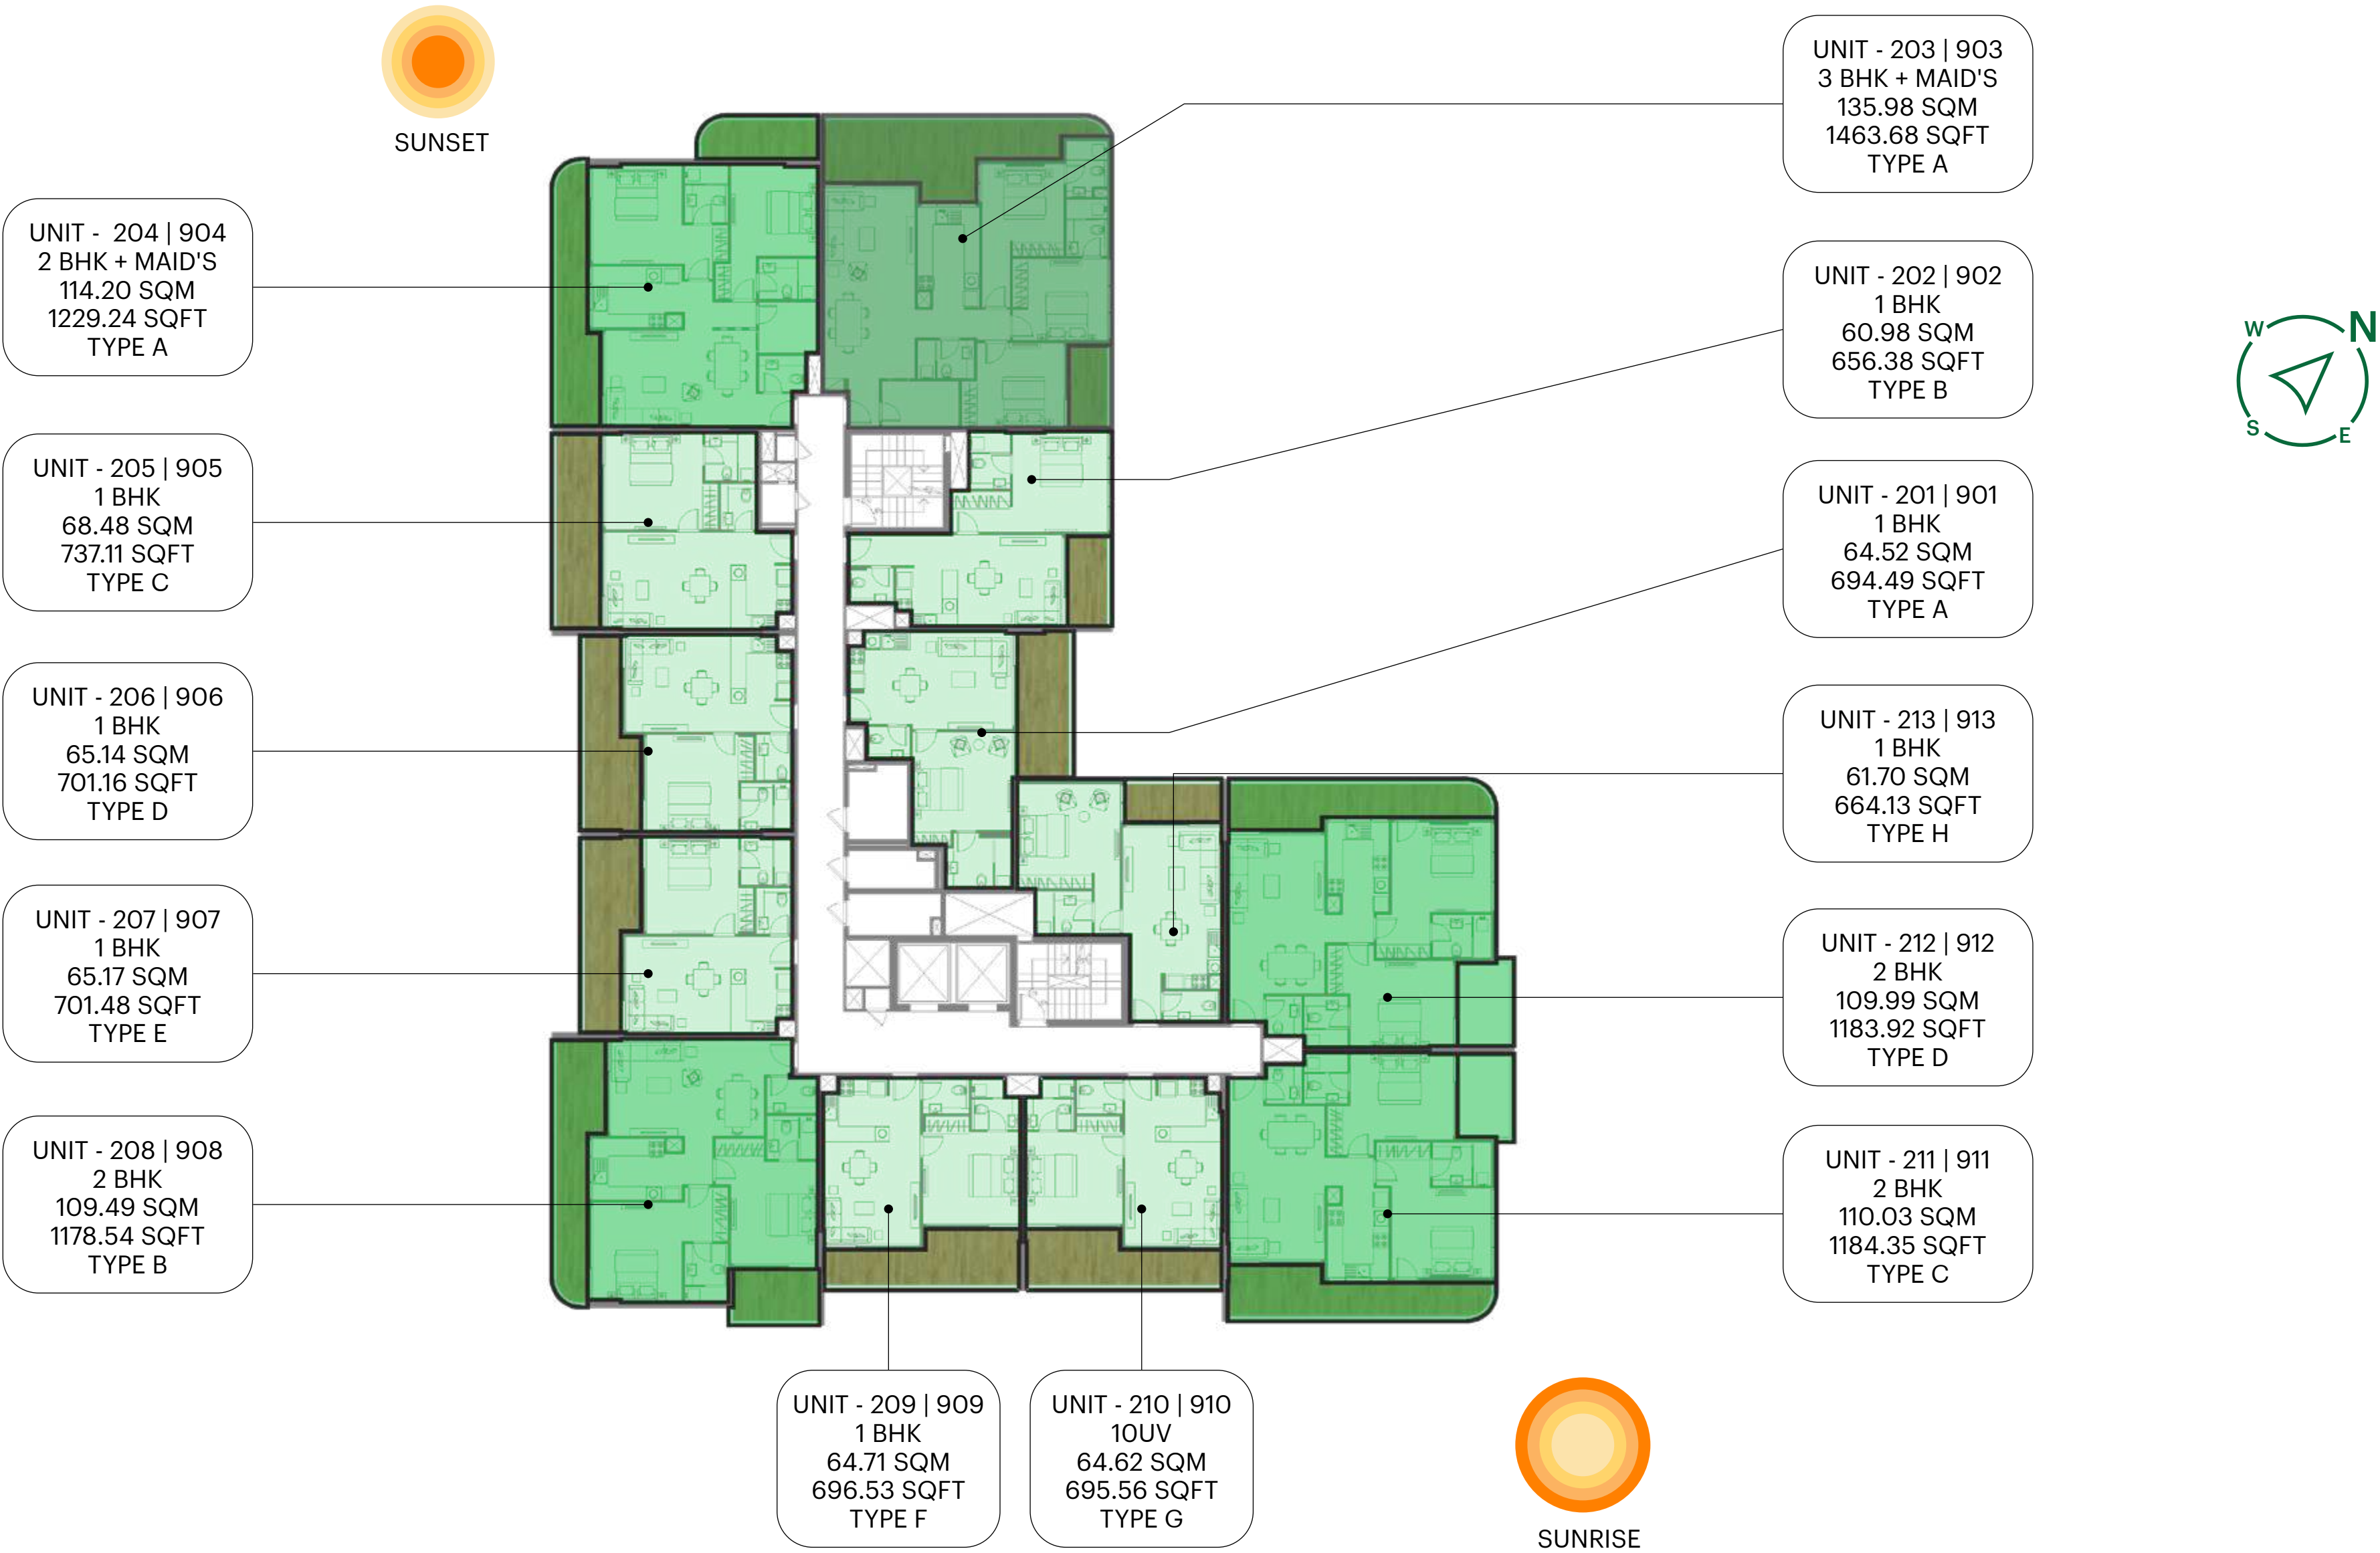 SUNSET
UNIT - 203 | 903
3 BHK + MAID'S
135.98 SQM
1463.68 SQFT
TYPE A
UNIT - 204 | 904
2 BHK + MAID'S
114.20 SQM
1229.24 SQFT
TYPE A
UNIT - 202 | 902
1 BHK
60.98 SQM
656.38 SQFT
TYPE B
W
N
S
E
UNIT - 205 | 905
1 BHK
68.48 SQM
737.11 SQFT
TYPE C
UNIT - 201 | 901
1 BHK
64.52 SQM
694.49 SQFT
TYPE A
UNIT - 206 | 906
1 BHK
65.14 SQM
701.16 SQFT
TYPE D
UNIT - 213 | 913
1 BHK
61.70 SQM
664.13 SQFT
TYPE H
UNIT - 207 | 907
1 BHK
65.17 SQM
701.48 SQFT
TYPE E
UNIT - 212 | 912
2 BHK
109.99 SQM
1183.92 SQFT
TYPE D
UNIT - 208 | 908
2 BHK
109.49 SQM
1178.54 SQFT
TYPE B
UNIT - 211 | 911
2 BHK
110.03 SQM
1184.35 SQFT
TYPE C
UNIT - 209 | 909
1 BHK
64.71 SQM
696.53 SQFT
TYPE F
UNIT - 210 | 910
10UV
64.62 SQM
695.56 SQFT
TYPE G
SUNRISE